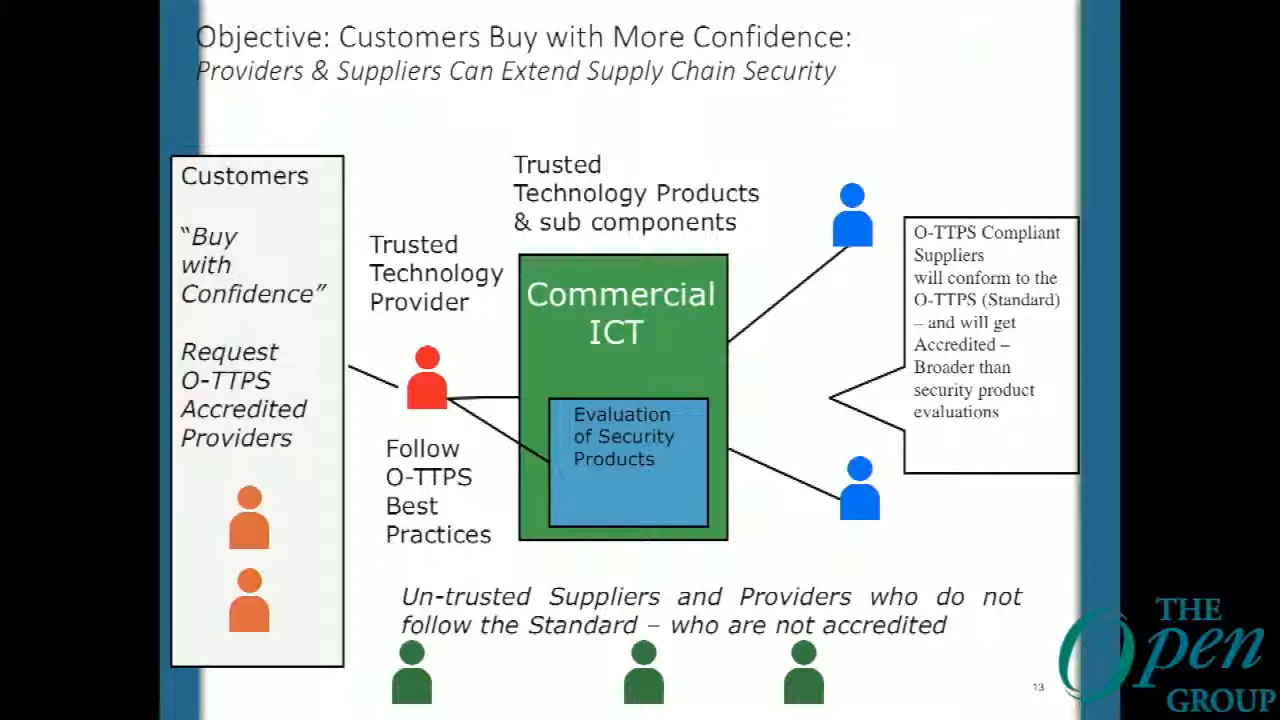 Objective: Customers Buy with More Confidence:
Providers & Suppliers Can Extend Supply Chain Security
Customers
“Buy
with
Confidence”
Request
O-TTPS
Accredited
Providers
Trusted
Technology
Provider
Follow
O-TTPS
Best
Practices
Trusted
Technology Products
& sub components
Commercial
ICT
Evaluation
of Security
Products
O-TTPS Compliant
Suppliers
will conform to the
O-TTPS (Standard)
– and will get
Accredited –
Broader than
security product
evaluations
Un-trusted Suppliers and Providers who do not
follow the Standard – who are not accredited
13
THE
Open
GROUP